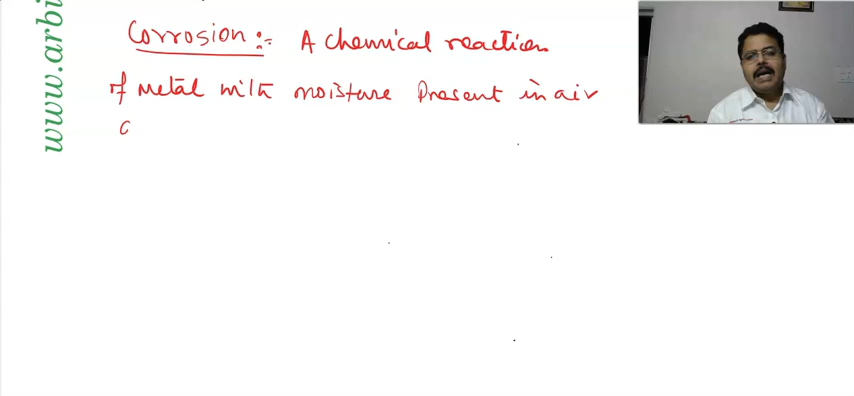 www.arbi
Corrosion :-  A chemical reaction
of Metal with moisture Present in air